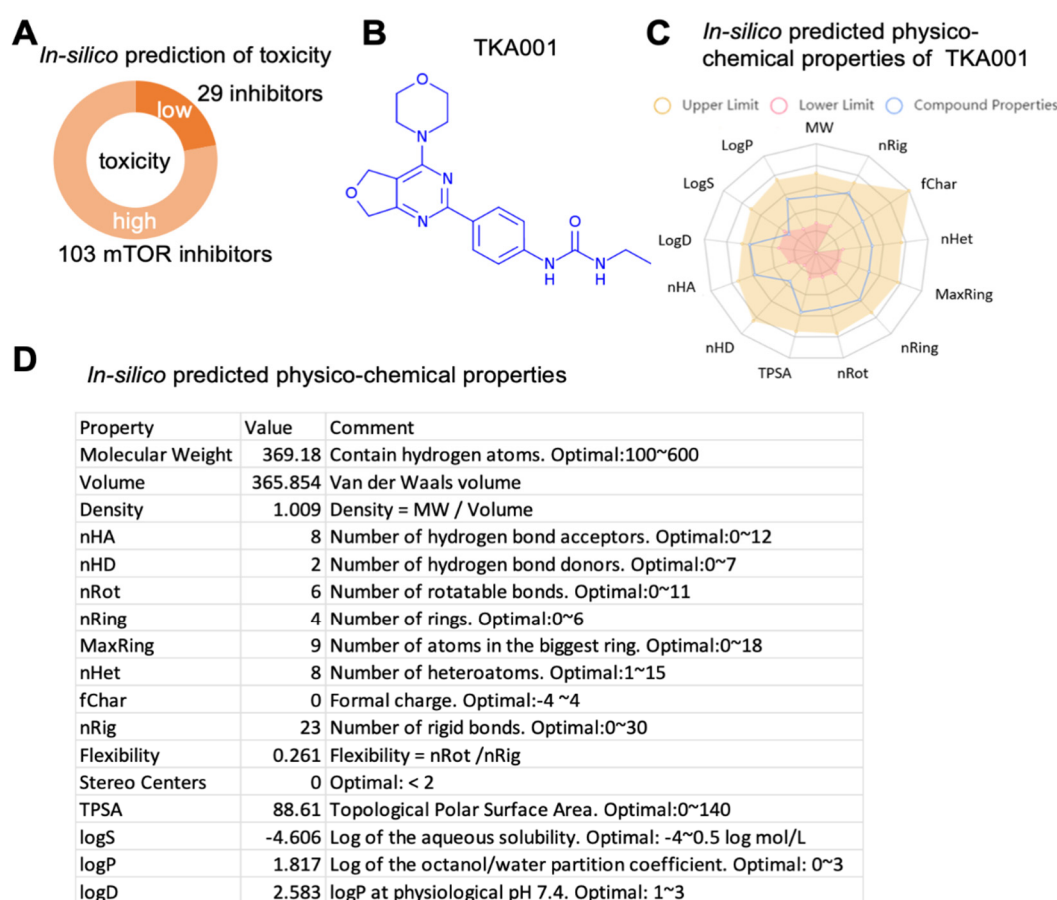 A
In-silico prediction of toxicity
29 inhibitors
low
toxicity
high
103 mTOR inhibitors
B
TKA001
O
N
N
O
N
O
N
H
N
H
C
In-silico predicted physico-
chemical properties of TKA001
Upper Limit
Lower Limit
Compound Properties
MW
nRig
fChar
nHet
MaxRing
nRing
nRot
TPSA
nHD
nHA
LogD
LogS
LogP
D
In-silico predicted physico-chemical properties
Property Value Comment
Molecular Weight 369.18 Contain hydrogen atoms. Optimal:100~600
Volume 365.854 Van der Waals volume
Density 1.009 Density = MW / Volume
nHA 8 Number of hydrogen bond acceptors. Optimal:0~12
nHD 2 Number of hydrogen bond donors. Optimal:0~7
nRot 6 Number of rotatable bonds. Optimal:0~11
nRing 4 Number of rings. Optimal:0~6
MaxRing 9 Number of atoms in the biggest ring. Optimal:0~18
nHet 8 Number of heteroatoms. Optimal:1~15
fChar 0 Formal charge. Optimal:-4 ~4
nRig 23 Number of rigid bonds. Optimal:0~30
Flexibility 0.261 Flexibility = nRot /nRig
Stereo Centers 0 Optimal: < 2
TPSA 88.61 Topological Polar Surface Area. Optimal:0~140
logS -4.606 Log of the aqueous solubility. Optimal: -4~0.5 log mol/L
logP 1.817 Log of the octanol/water partition coefficient. Optimal: 0~3
logD 2.583 logP at physiological pH 7.4. Optimal: 1~3